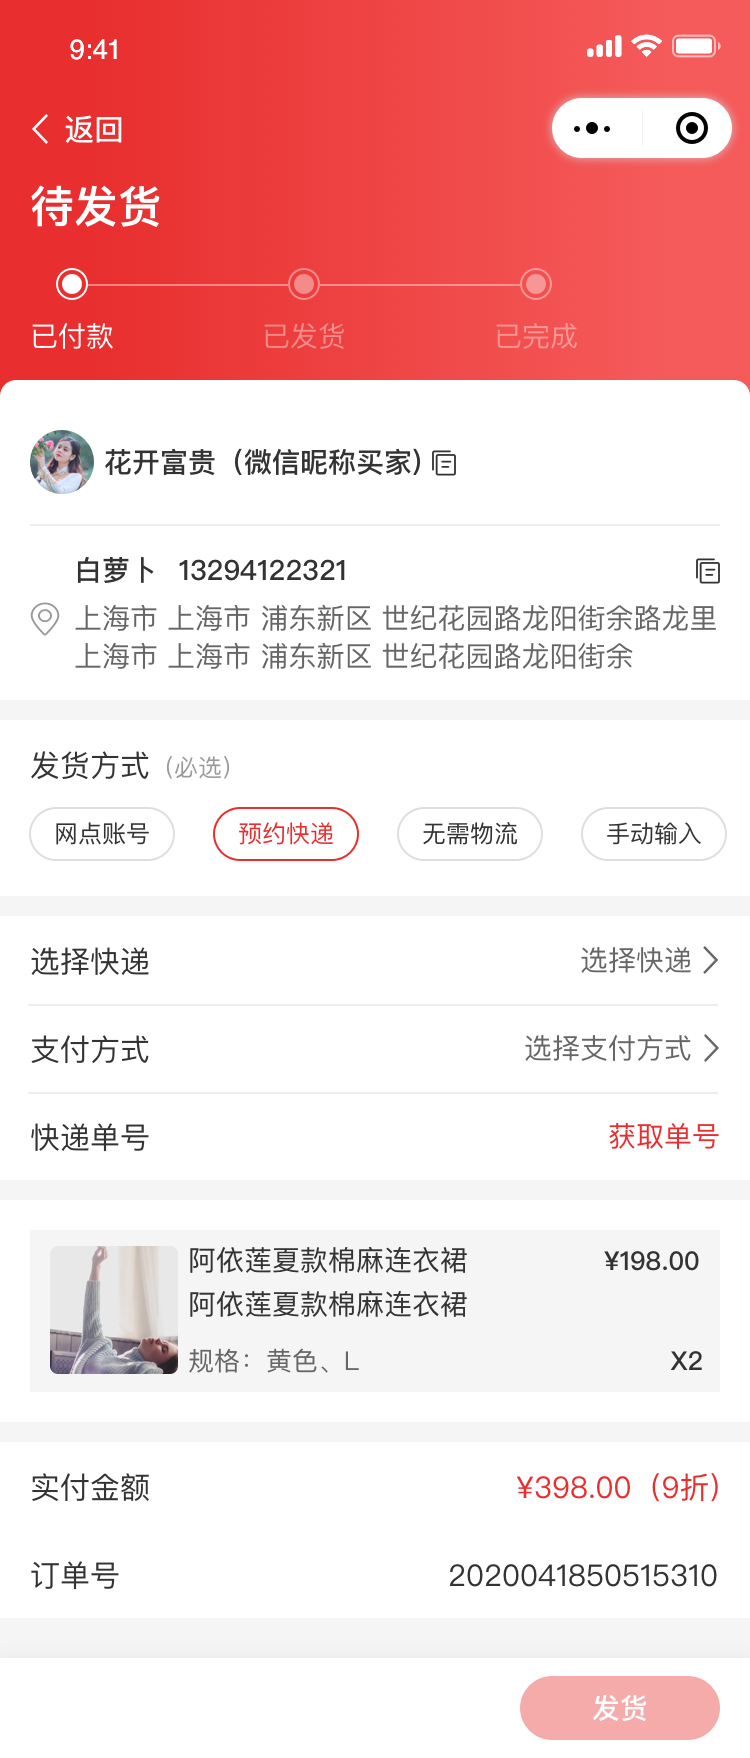 9:41
返回
待发货
已付款
已发货
已完成
花开富贵（微信昵称买家）
白萝卜 13294122321
上海市 上海市 浦东新区 世纪花园路龙阳街余路龙里
上海市 上海市 浦东新区 世纪花园路龙阳街余
发货方式（必选）
网点账号
预约快递
无需物流
手动输入
选择快递 选择快递
支付方式 选择支付方式
快递单号 获取单号
阿依莲夏款棉麻连衣裙 ¥198.00
阿依莲夏款棉麻连衣裙
规格：黄色、L X2
实付金额 ¥398.00（9折）
订单号 2020041850515310
发货